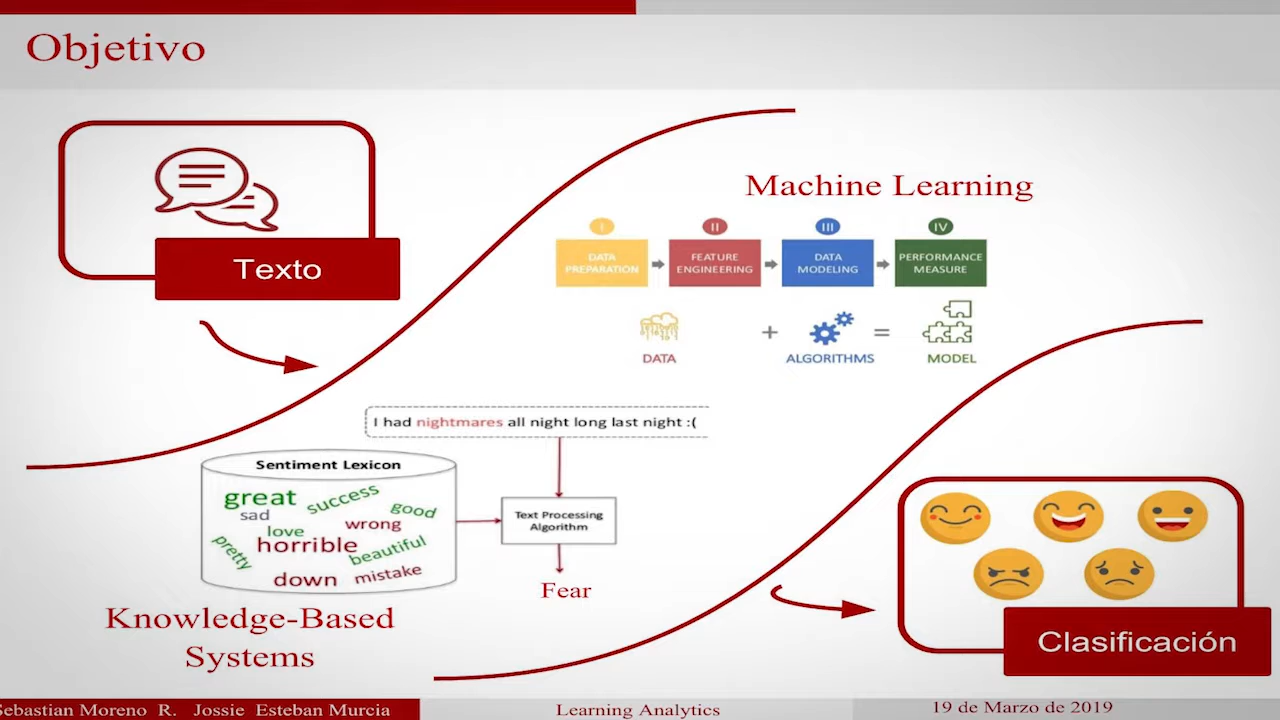 Objetivo
Texto
Machine Learning
I II III IV
DATA PREPARATION
FEATURE ENGINEERING
DATA MODELING
PERFORMANCE MEASURE
DATA + ALGORITHMS = MODEL
I had nightmares all night long last night :(
Sentiment Lexicon
great
success
good
sad
love
wrong
pretty
horrible
beautiful
down
mistake
Text Processing
Algorithm
Fear
Knowledge-Based
Systems
Clasificación
Sebastian Moreno R. Jossie Esteban Murcia
Learning Analytics
19 de Marzo de 2019